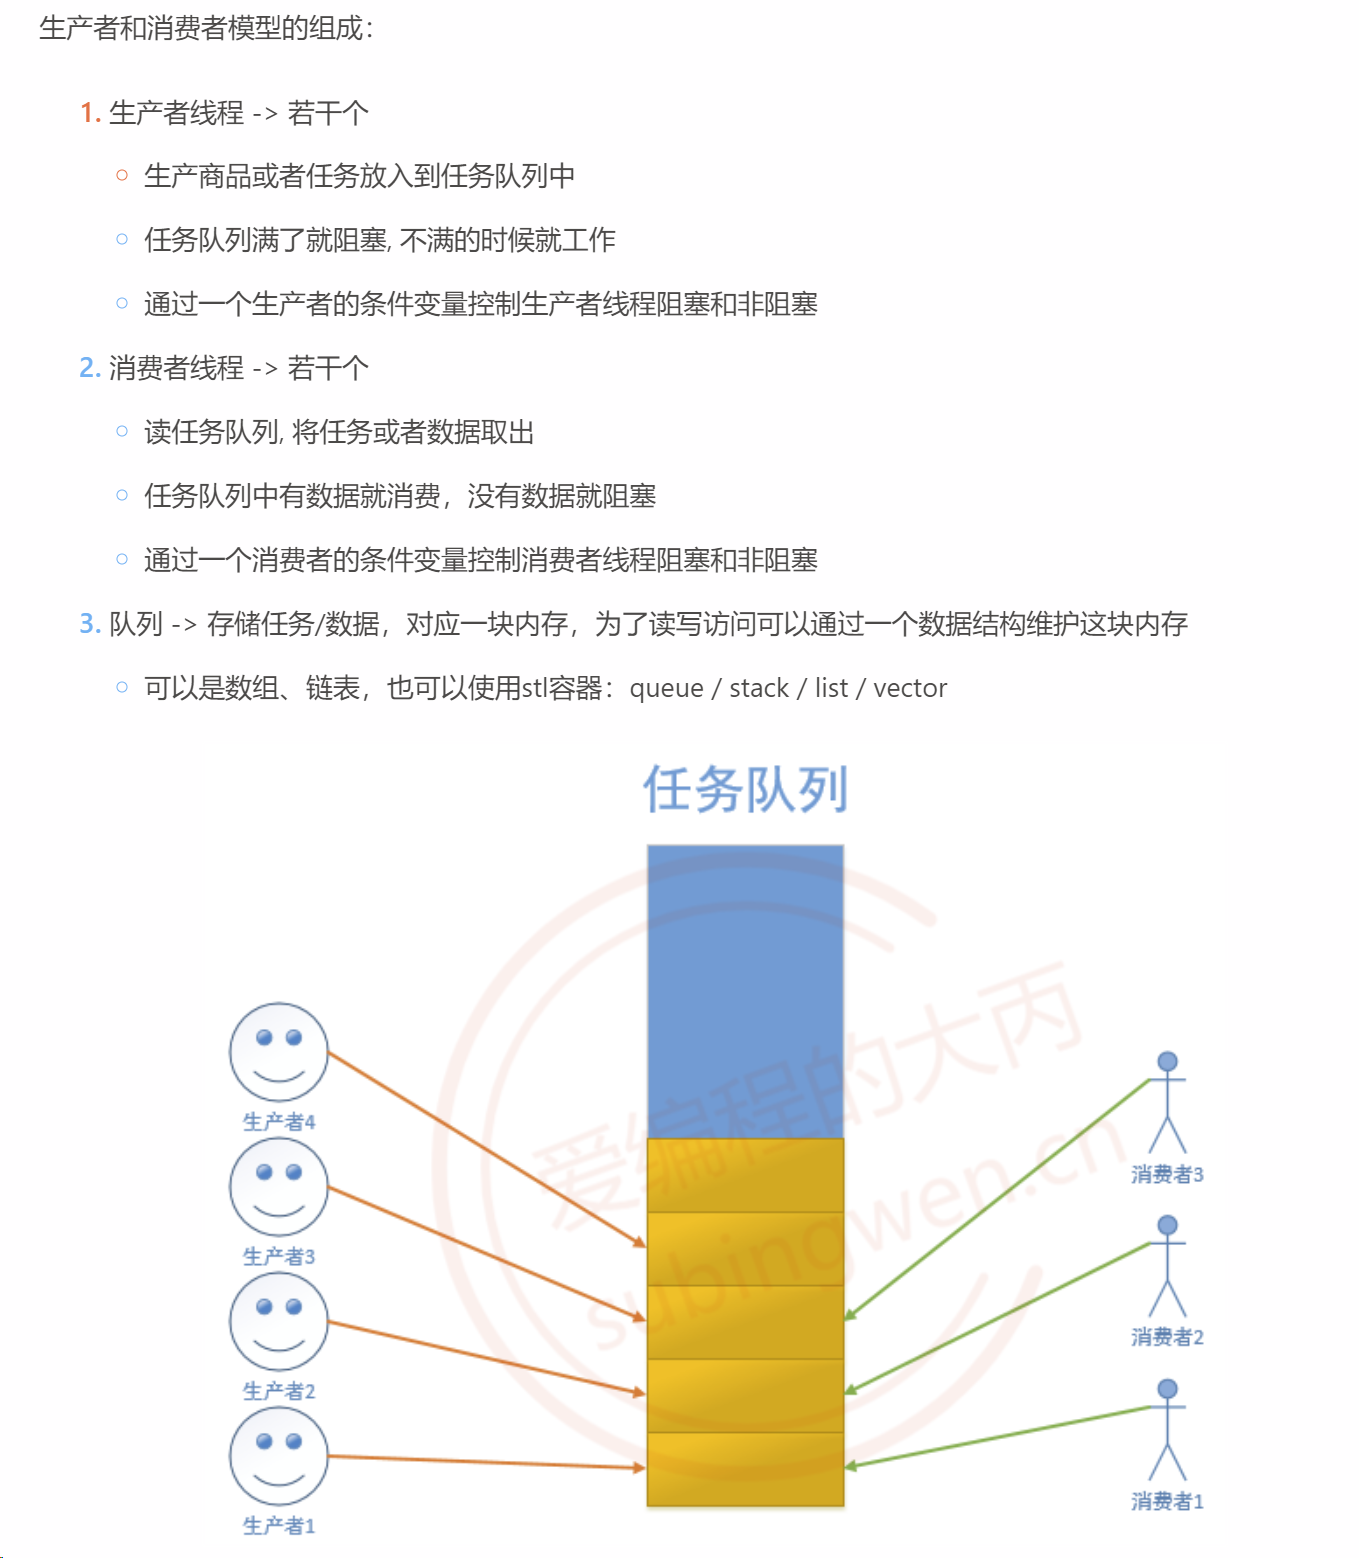 生产者和消费者模型的组成：
1. 生产者线程 -> 若干个
生产商品或者任务放入到任务队列中
任务队列满了就阻塞, 不满的时候就工作
通过一个生产者的条件变量控制生产者线程阻塞和非阻塞
2. 消费者线程 -> 若干个
读任务队列, 将任务或者数据取出
任务队列中有数据就消费，没有数据就阻塞
通过一个消费者的条件变量控制消费者线程阻塞和非阻塞
3. 队列 -> 存储任务/数据，对应一块内存，为了读写访问可以通过一个数据结构维护这块内存
可以是数组、链表，也可以使用stl容器：queue / stack / list / vector
任务队列
生产者4
生产者3
生产者2
生产者1
消费者3
消费者2
消费者1
爱编程的大丙
subingwen.cn